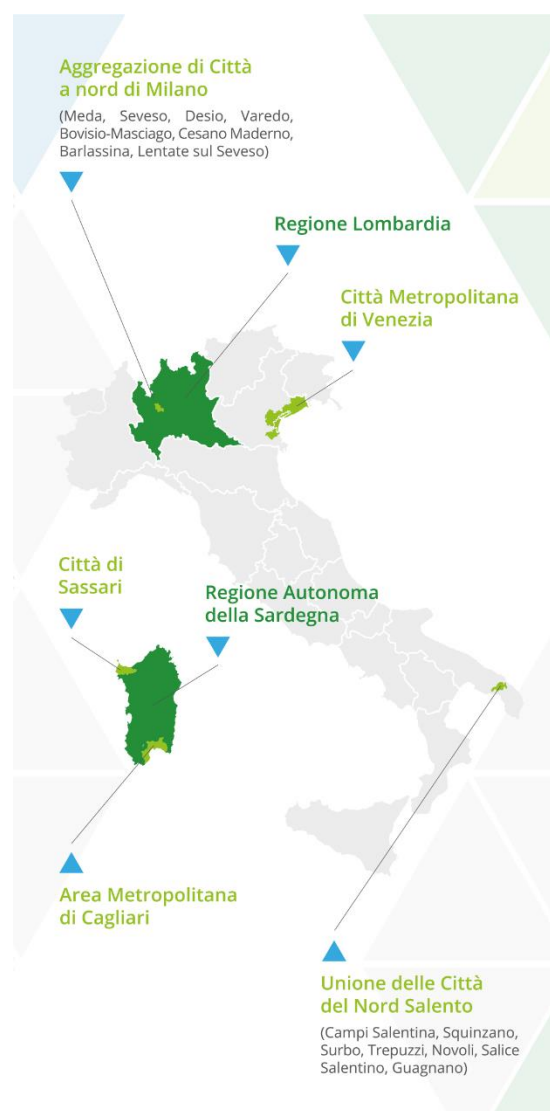 Aggregazione di Città
a nord di Milano
(Meda, Seveso, Desio, Varedo,
Bovisio-Masciago, Cesano Maderno,
Barlassina, Lentate sul Seveso)
Regione Lombardia
Città Metropolitana
di Venezia
Città di
Sassari
Regione Autonoma
della Sardegna
Area Metropolitana
di Cagliari
Unione delle Città
del Nord Salento
(Campi Salentina, Squinzano,
Surbo, Trepuzzi, Novoli, Salice
Salentino, Guagnano)